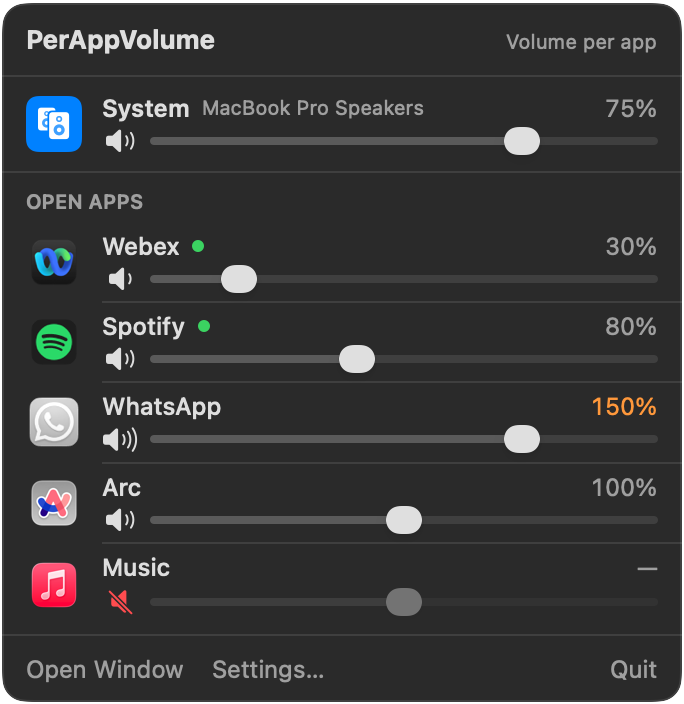 PerAppVolume Volume per app
System MacBook Pro Speakers 75%
OPEN APPS
Webex 30%
Spotify 80%
WhatsApp 150%
Arc 100%
Music —
Open Window Settings... Quit